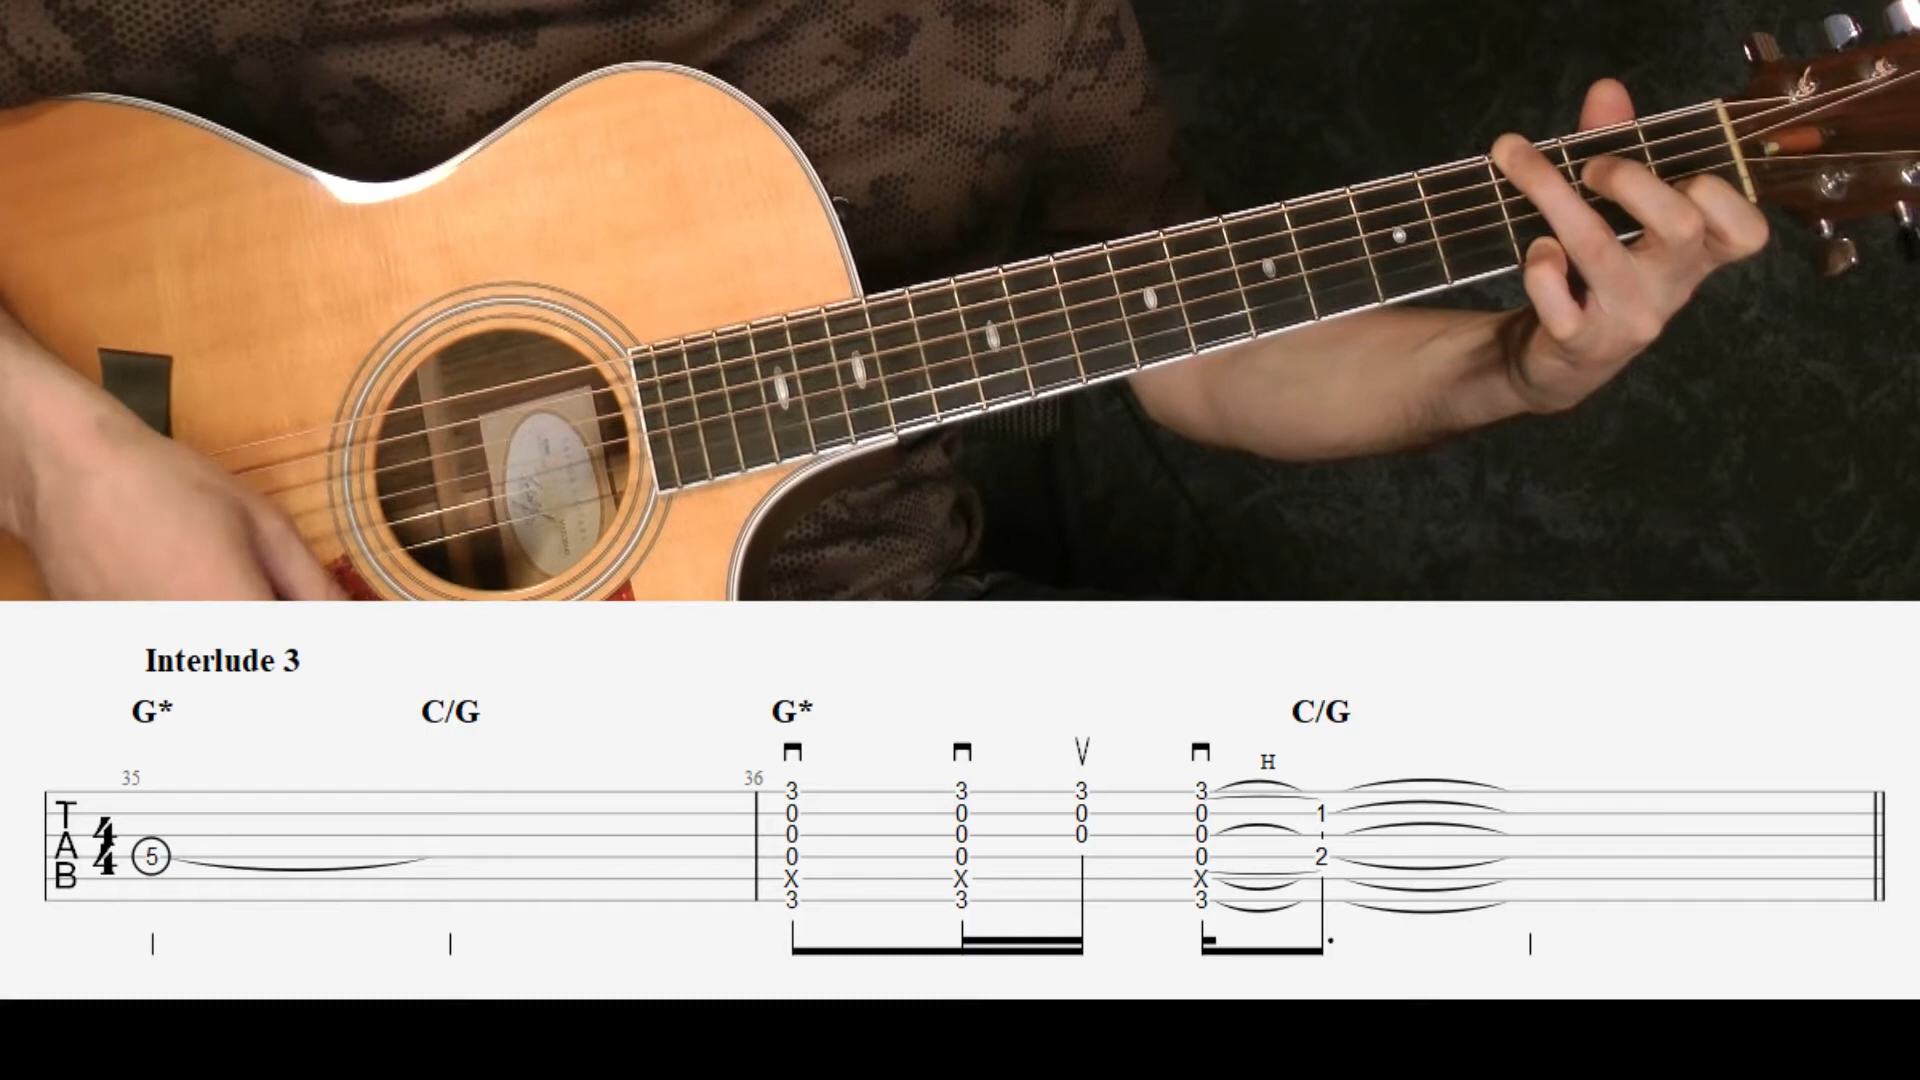 Interlude 3
G* C/G G* C/G
H
35 36
T 3 3 3 3
4 0 0 0 0 1
A 4 0 0 0 0
5 0 0 0 2
B X X X
3 3 3